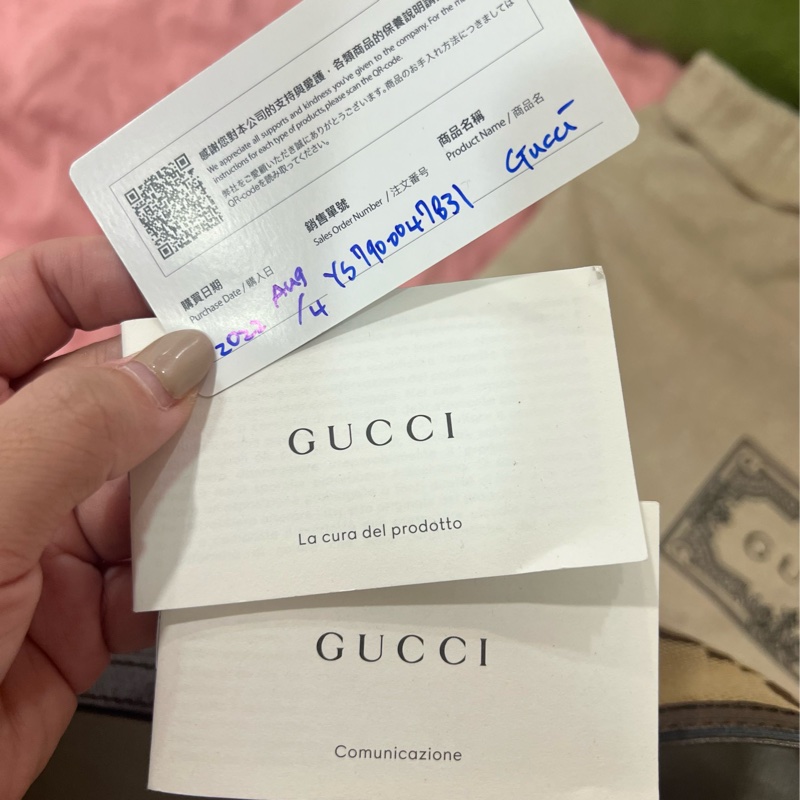 感謝您對本公司的支持與愛護．各類商品的保養說明請
We appreciate all supports and kindness you've given to the company. For the
instructions for each type of products, please scan the QR-code.
弊社をご愛顧いただき誠にありがとうございます。商品のお手入れ方法につきましては
QR-codeを読み取ってください。
購買日期
Purchase Date / 購入日
2022 Aug /4
銷售單號
Sales Order Number / 注文番号
YS7900047831
商品名稱
Product Name / 商品名
Gucci
GUCCI
La cura del prodotto
GUCCI
Comunicazione